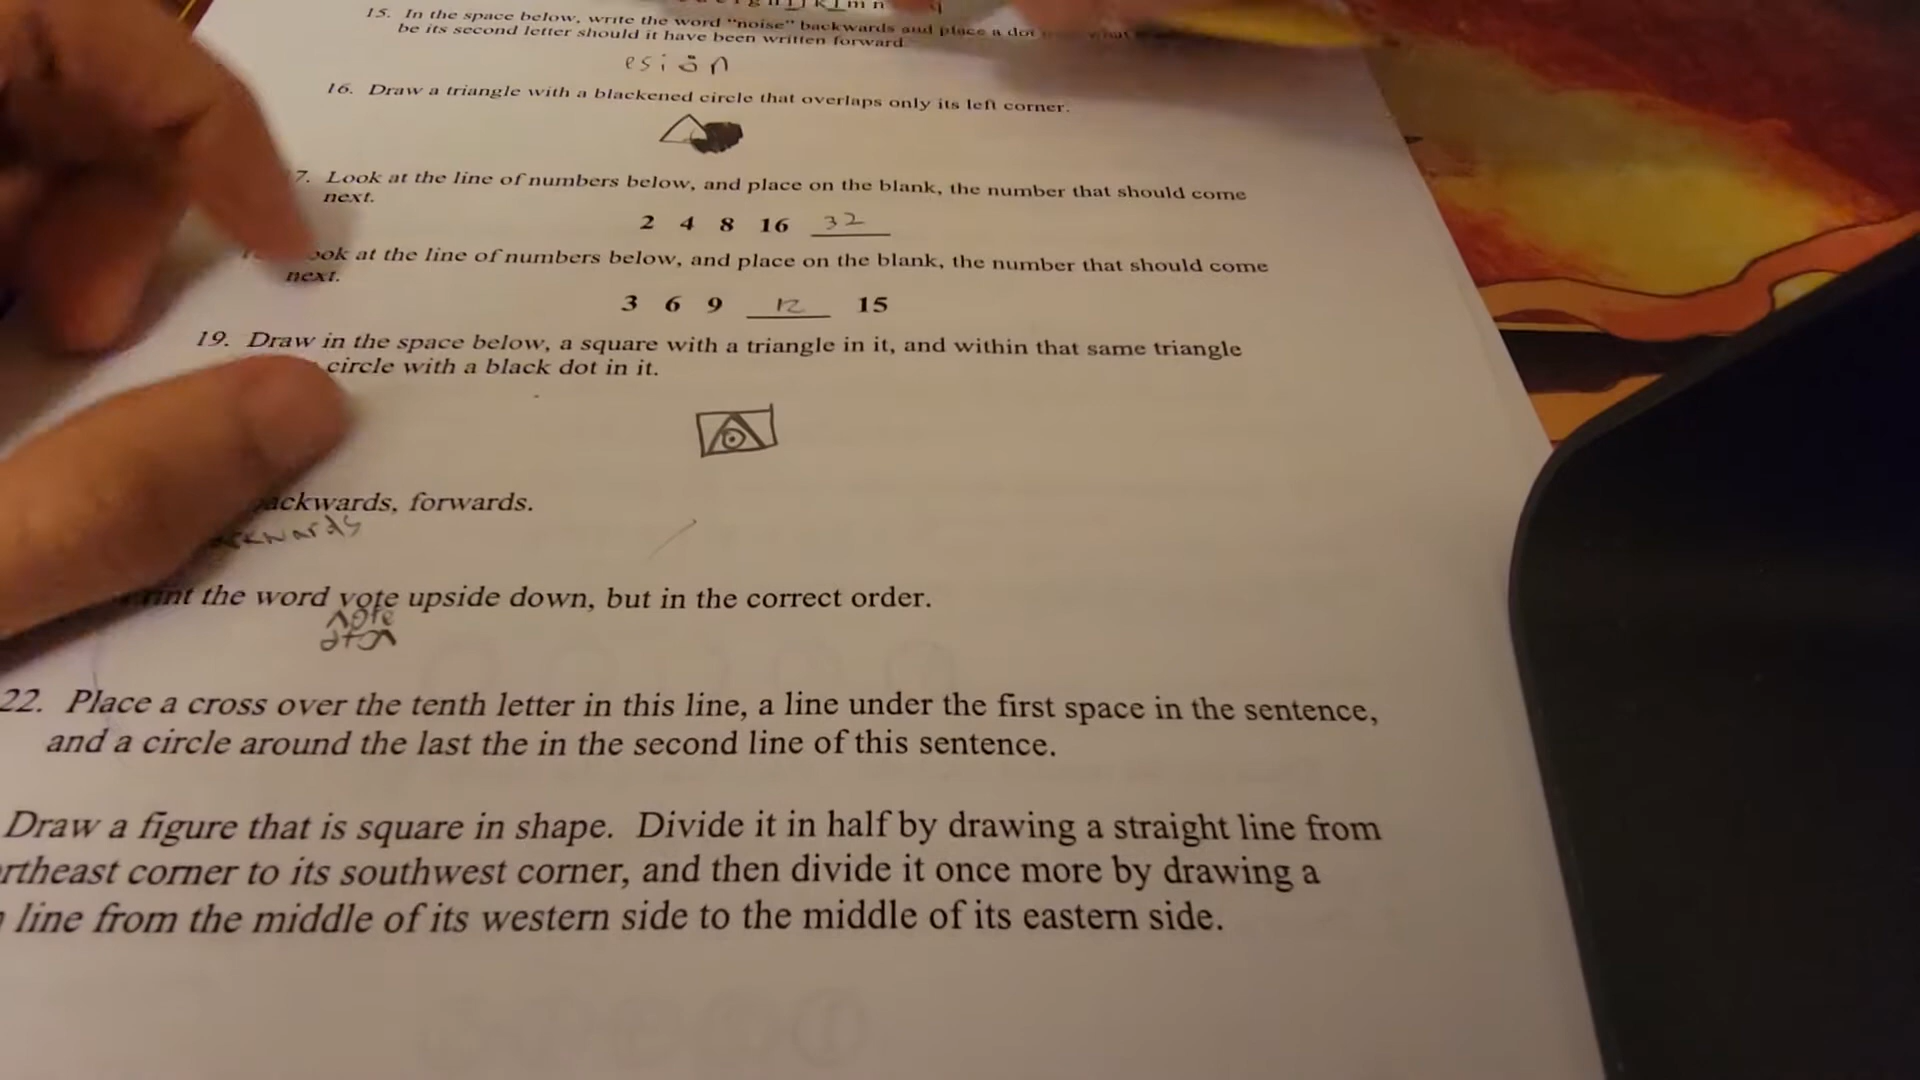 15. In the space below, write the word "noise" backwards and place a dot
be its second letter should it have been written forward.
esion
16. Draw a triangle with a blackened circle that overlaps only its left corner.
7. Look at the line of numbers below, and place on the blank, the number that should come
next.
2 4 8 16 32
ook at the line of numbers below, and place on the blank, the number that should come
next.
3 6 9 12 15
19. Draw in the space below, a square with a triangle in it, and within that same triangle
circle with a black dot in it.
ackwards, forwards.
ckwards
int the word vote upside down, but in the correct order.
22. Place a cross over the tenth letter in this line, a line under the first space in the sentence,
and a circle around the last the in the second line of this sentence.
Draw a figure that is square in shape. Divide it in half by drawing a straight line from
rtheast corner to its southwest corner, and then divide it once more by drawing a
line from the middle of its western side to the middle of its eastern side.